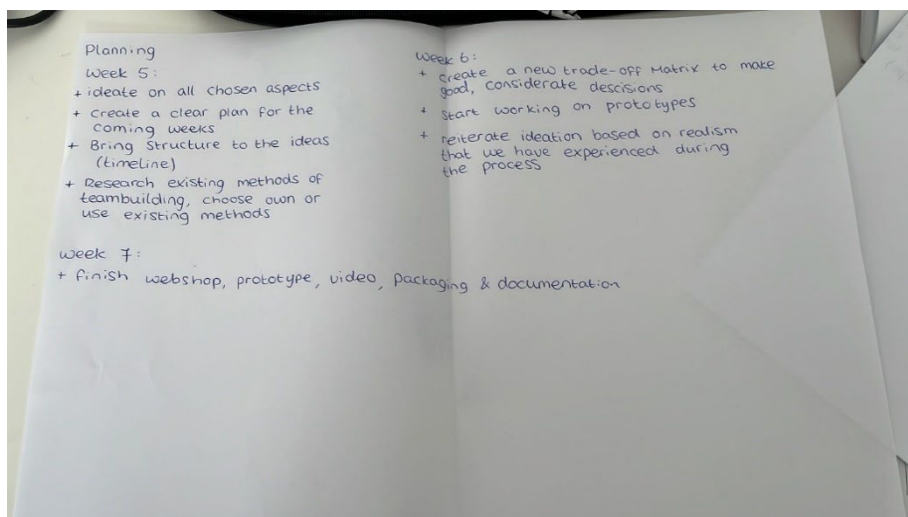 Planning
Week 5:
+ ideate on all chosen aspects
+ Create a clear plan for the
coming weeks
+ Bring Structure to the ideas
(timeline)
+ Research existing methods of
teambuilding, choose own or
use existing methods
Week 6:
+ create a new trade-off Matrix to make
good, considerate descisions
+ Start working on prototypes
+ reiterate ideation based on realism
that we have experienced during
the process
Week 7:
+ finish webshop, prototype, video, packaging & documentation